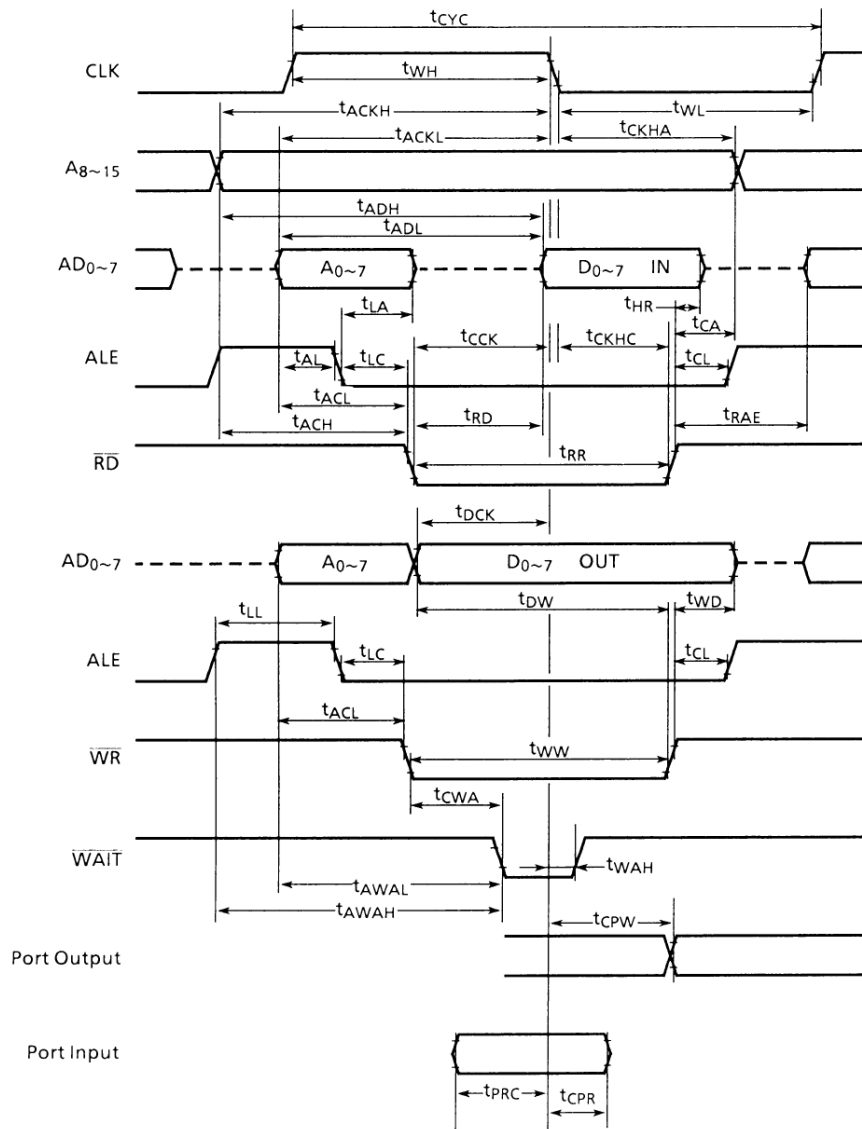 tCYC
CLK
tWH
tACKH
tWL
tACKL
tCKHA
A8~15
tADH
tADL
AD0~7
A0~7
D0~7 IN
tHR
tLA
tCA
tCCK
tCKHC
ALE
tAL
tLC
tCL
tACL
tRD
tRAE
tACH
tRR
RD
tDCK
AD0~7
A0~7
D0~7 OUT
tLL
tDW
tWD
ALE
tLC
tCL
tACL
tWW
WR
tCWA
WAIT
tWAH
tAWAL
tAWAH
tCPW
Port Output
Port Input
tPRC
tCPR